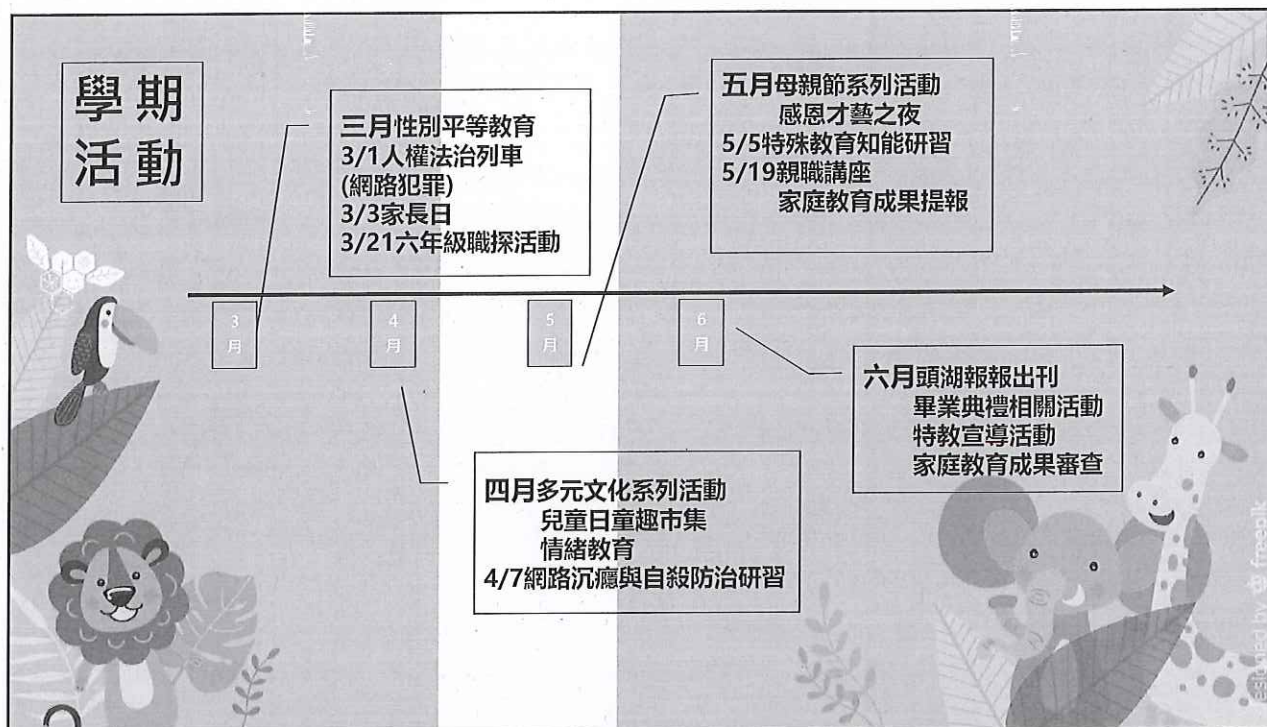 學期
活動
三月性別平等教育
3/1人權法治列車
(網路犯罪)
3/3家長日
3/21六年級職探活動
五月母親節系列活動
感恩才藝之夜
5/5特殊教育知能研習
5/19親職講座
家庭教育成果提報
3
月
4
月
5
月
6
月
四月多元文化系列活動
兒童日童趣市集
情緒教育
4/7網路沉癮與自殺防治研習
六月頭湖報報出刊
畢業典禮相關活動
特教宣導活動
家庭教育成果審查
esigned by freepik